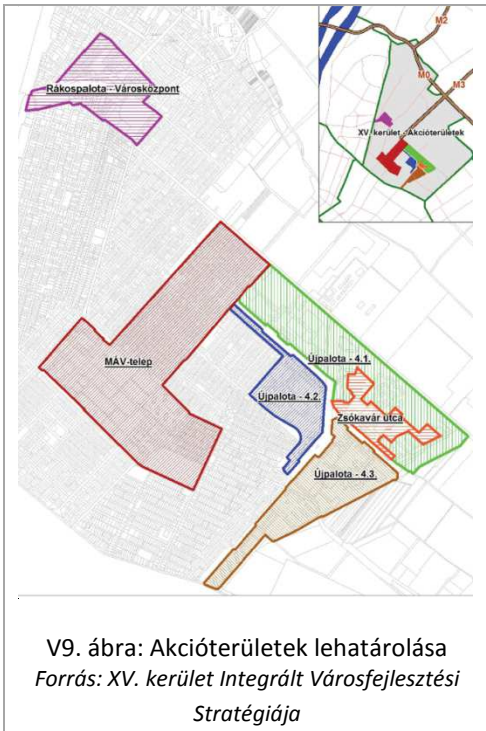 M2
M0
M3
XV. kerület - Akcióterületek
Rákospalota - Városközpont
MÁV-telep
Újpalota - 4.1.
Újpalota - 4.2.
Zsókavár utca
Újpalota - 4.3.
V9. ábra: Akcióterületek lehatárolása
Forrás: XV. kerület Integrált Városfejlesztési
Stratégiája